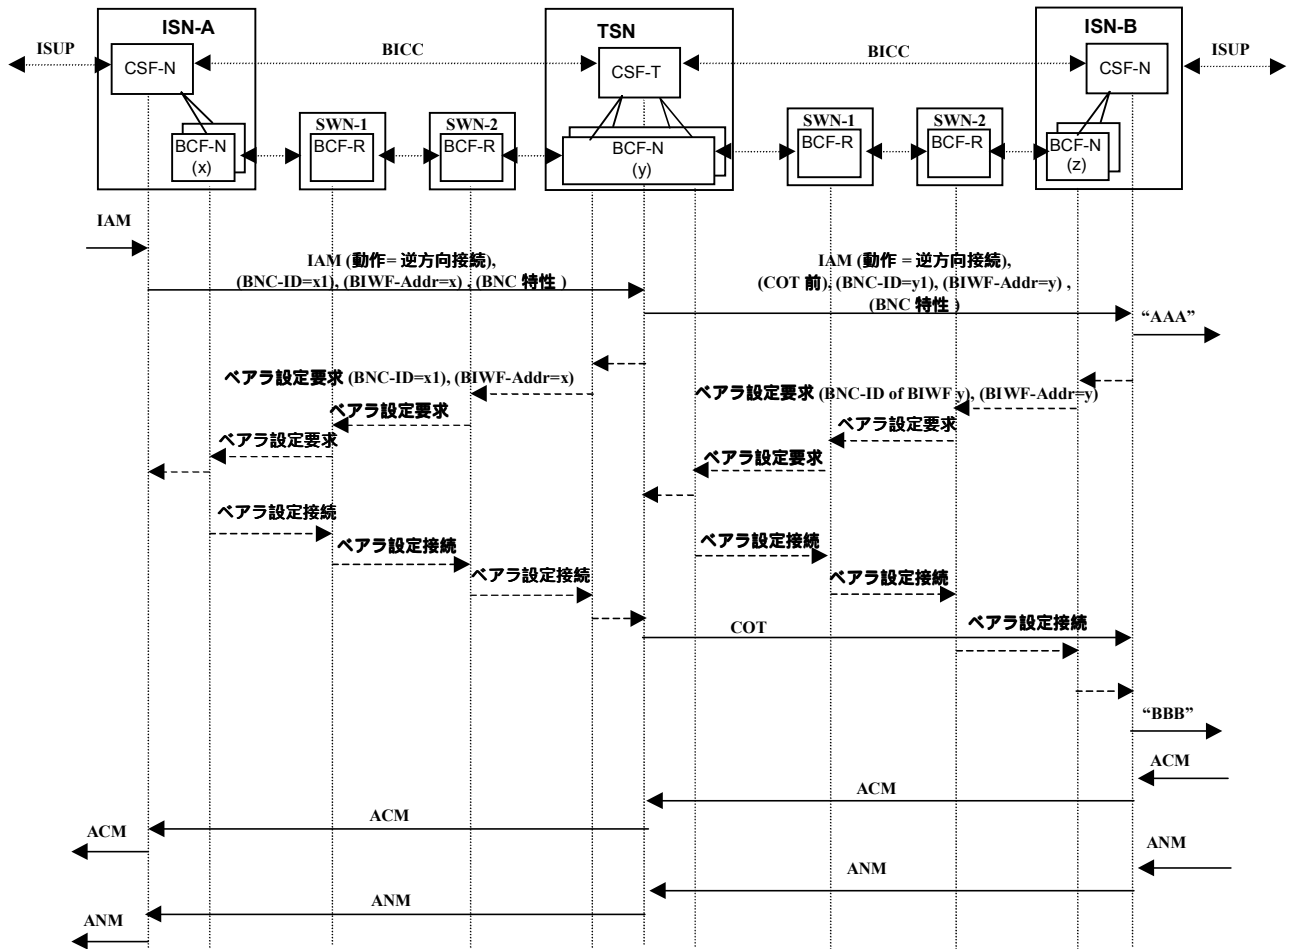 ISN-A
TSN
ISN-B
ISUP
BICC
BICC
ISUP
CSF-N
CSF-T
CSF-N
SWN-1
SWN-2
SWN-1
SWN-2
BCF-N
(x)
BCF-R
BCF-R
BCF-N
(y)
BCF-R
BCF-R
BCF-N
(z)
IAM
IAM (動作= 逆方向接続),
(BNC-ID=x1), (BIWF-Addr=x) , (BNC 特性 )
IAM (動作 = 逆方向接続),
(COT 前), (BNC-ID=y1), (BIWF-Addr=y) ,
(BNC 特性 )
“AAA”
ベアラ設定要求 (BNC-ID=x1), (BIWF-Addr=x)
ベアラ設定要求 (BNC-ID of BIWF y), (BIWF-Addr=y)
ベアラ設定要求
ベアラ設定要求
ベアラ設定要求
ベアラ設定要求
ベアラ設定接続
ベアラ設定接続
ベアラ設定接続
ベアラ設定接続
ベアラ設定接続
COT
ベアラ設定接続
“BBB”
ACM
ACM
ACM
ACM
ANM
ANM
ANM
ANM